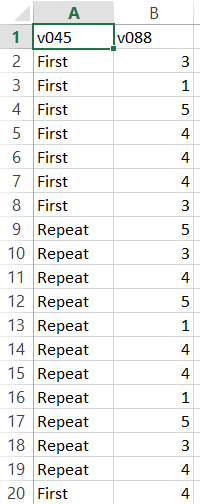 A B
1 v045 v088
2 First 3
3 First 1
4 First 5
5 First 4
6 First 4
7 First 4
8 First 3
9 Repeat 5
10 Repeat 3
11 Repeat 4
12 Repeat 5
13 Repeat 1
14 Repeat 4
15 Repeat 4
16 Repeat 1
17 Repeat 5
18 Repeat 3
19 Repeat 4
20 First 4